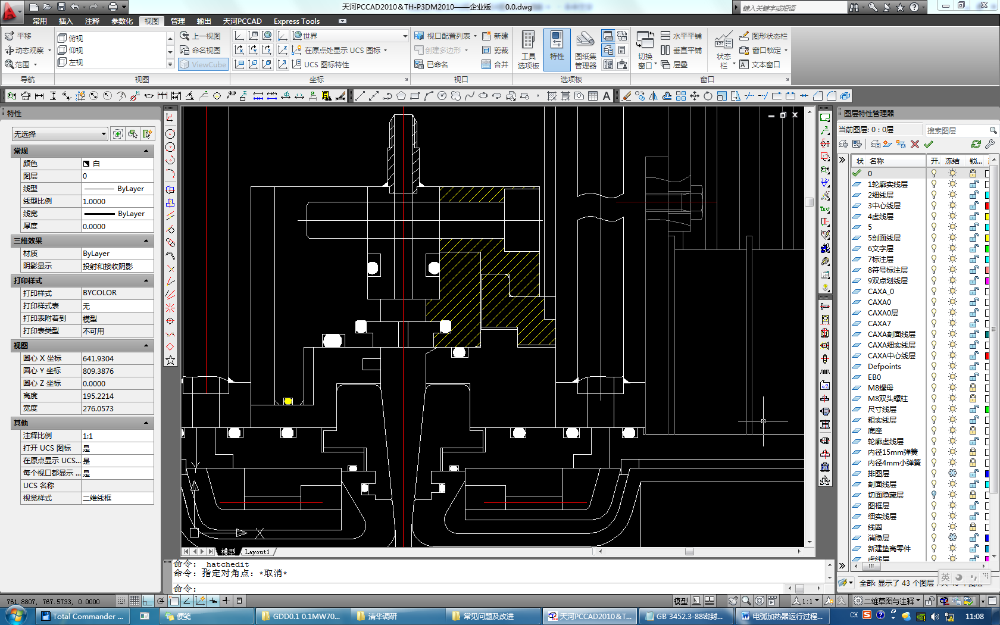 天河PCCAD2010＆TH-P3DM2010——企业版 0.0.dwg
键入关键字或短语
常用 插入 注释 参数化 视图 管理 输出 天河PCCAD Express Tools
平移
动态观察
范围
导航
俯视
仰视
左视
上一视图
命名视图
ViewCube
视图
世界
在原点处显示 UCS 图标
UCS 图标特性
坐标
视口配置列表
创建多边形
已命名
新建
剪裁
合并
视口
工具
选项板
特性
图纸集
管理器
选项板
切换
窗口
水平平铺
垂直平铺
层叠
状态
栏
图形状态栏
窗口锁定
文本窗口
窗口
特性
无选择
常规
颜色 白
图层 0
线型 ByLayer
线型比例 1.0000
线宽 ByLayer
厚度 0.0000
三维效果
材质 ByLayer
阴影显示 投射和接收阴影
打印样式
打印样式 BYCOLOR
打印样式表 无
打印表附着到 模型
打印表类型 不可用
视图
圆心 X 坐标 641.9304
圆心 Y 坐标 809.3876
圆心 Z 坐标 0.0000
高度 195.2214
宽度 276.0573
其他
注释比例 1:1
打开 UCS 图标 是
在原点显示 UCS... 是
每个视口都显示 ... 是
UCS 名称
视觉样式 二维线框
X
Y
Text
模型 Layout1
命令: _hatchedit
命令: 指定对角点: *取消*
命令:
图层特性管理器
当前图层: 0 : 0层
搜索图层
状 名称 开. 冻结 锁...
0
1轮廓实线层
2细线层
3中心线层
4虚线层
5
5剖面线层
6文字层
7标注层
8符号标注层
9双点划线层
CAXA_0
CAXA0
CAXA0层
CAXA7
CAXA剖面线层
CAXA细实线层
CAXA中心线层
Defpoints
EB0
M8螺母
M8双头螺柱
尺寸线层
粗实线层
底座
轮廓虚线层
内径15mm弹簧
内径4mm小弹簧
排图层
剖面线层
切面隐藏层
图框层
细实线层
线圈
消隐层
新建垫高零件
虚线层
全部: 显示了 43 个图层
英
761.8807, 767.5733, 0.0000
模型
1:1
二维草图与注释
Total Commander ...
便笺
GDD0.1 0.1MW70...
清华调研
常见问题及改进
天河PCCAD2010＆T...
GB 3452.3-88密封...
电弧加热器运行过程...
CH
11:08